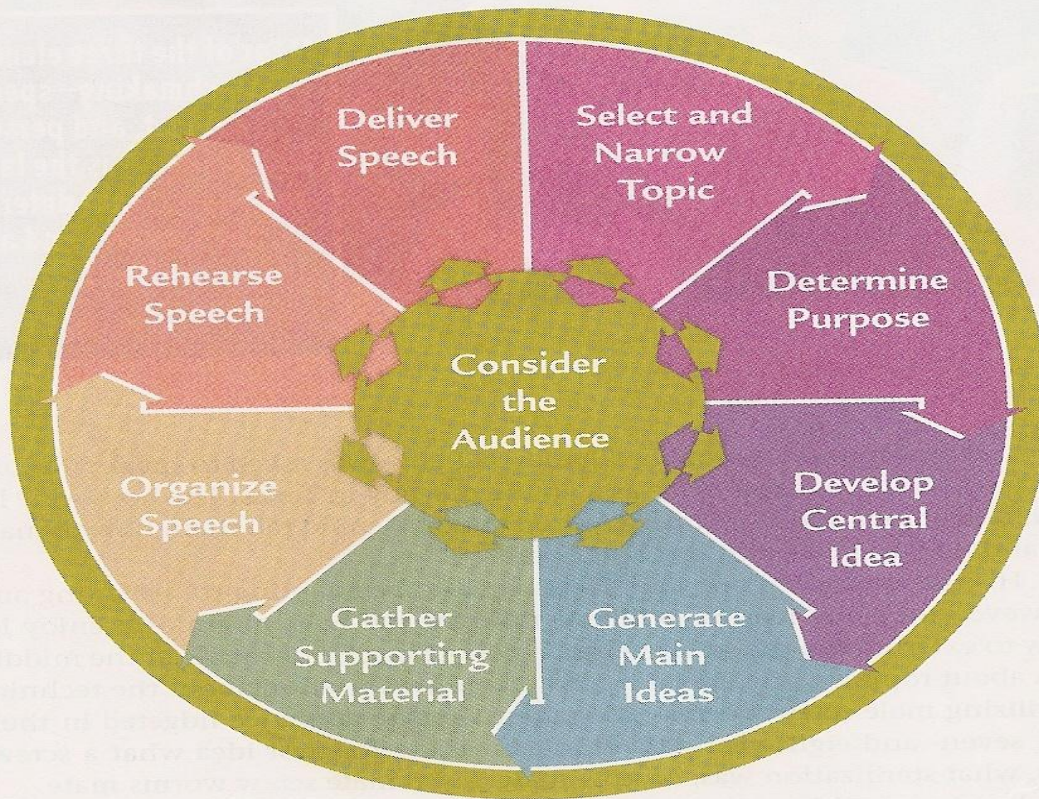 Select and
Narrow
Topic
Determine
Purpose
Develop
Central
Idea
Generate
Main
Ideas
Gather
Supporting
Material
Organize
Speech
Rehearse
Speech
Deliver
Speech
Consider
the
Audience